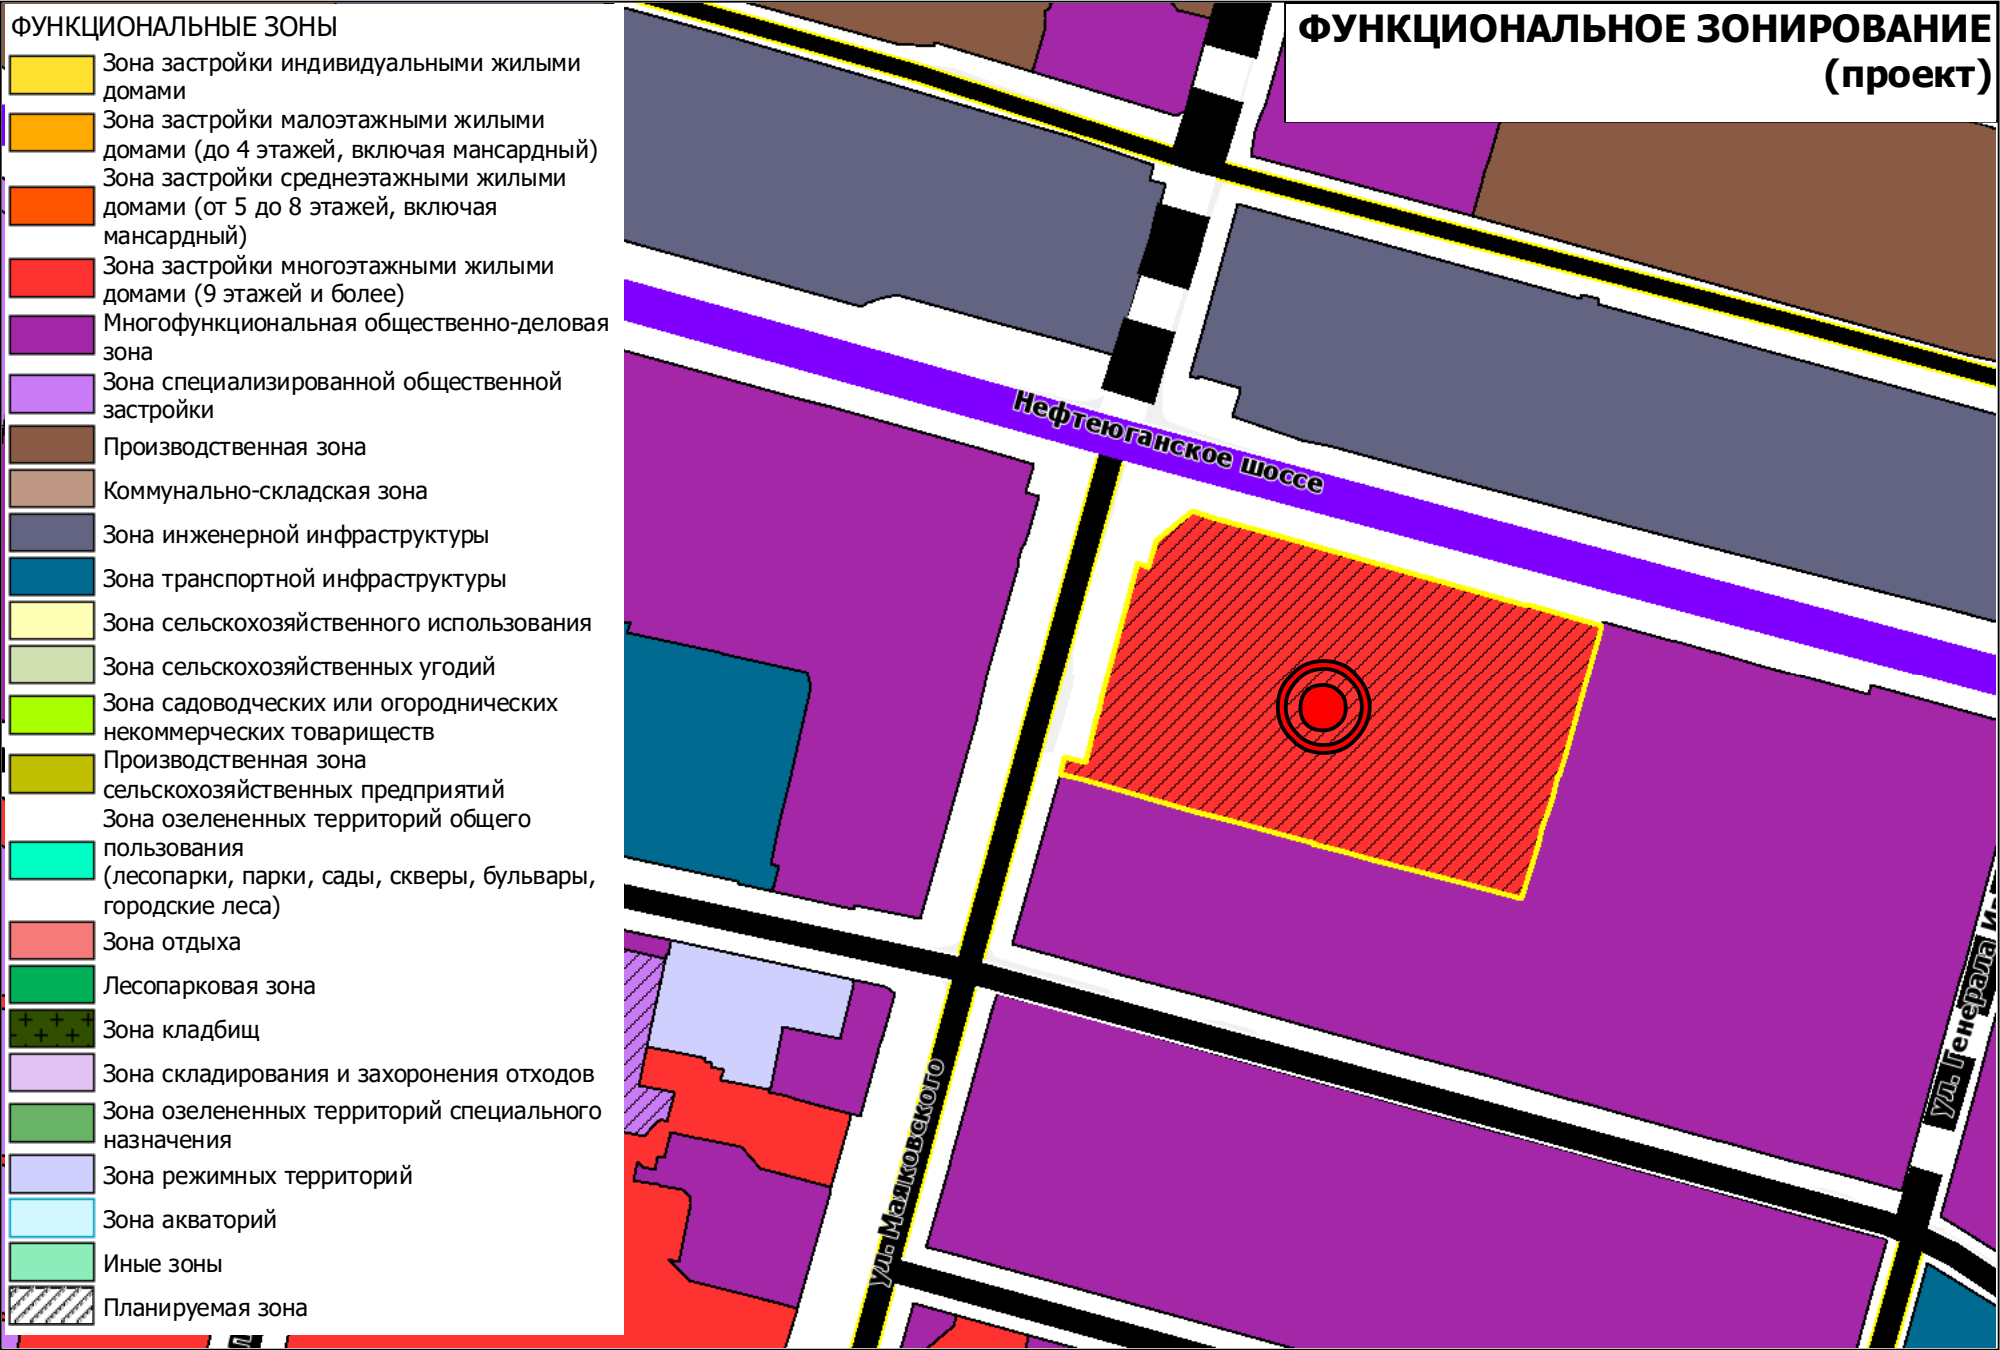 ФУНКЦИОНАЛЬНОЕ ЗОНИРОВАНИЕ
(проект)
ФУНКЦИОНАЛЬНЫЕ ЗОНЫ
Зона застройки индивидуальными жилыми
домами
Зона застройки малоэтажными жилыми
домами (до 4 этажей, включая мансардный)
Зона застройки среднеэтажными жилыми
домами (от 5 до 8 этажей, включая
мансардный)
Зона застройки многоэтажными жилыми
домами (9 этажей и более)
Многофункциональная общественно-деловая
зона
Зона специализированной общественной
застройки
Производственная зона
Коммунально-складская зона
Зона инженерной инфраструктуры
Зона транспортной инфраструктуры
Зона сельскохозяйственного использования
Зона сельскохозяйственных угодий
Зона садоводческих или огороднических
некоммерческих товариществ
Производственная зона
сельскохозяйственных предприятий
Зона озелененных территорий общего
пользования
(лесопарки, парки, сады, скверы, бульвары,
городские леса)
Зона отдыха
Лесопарковая зона
Зона кладбищ
Зона складирования и захоронения отходов
Зона озелененных территорий специального
назначения
Зона режимных территорий
Зона акваторий
Иные зоны
Планируемая зона
Нефтеюганское шоссе
ул. Маяковского
ул. Генерала